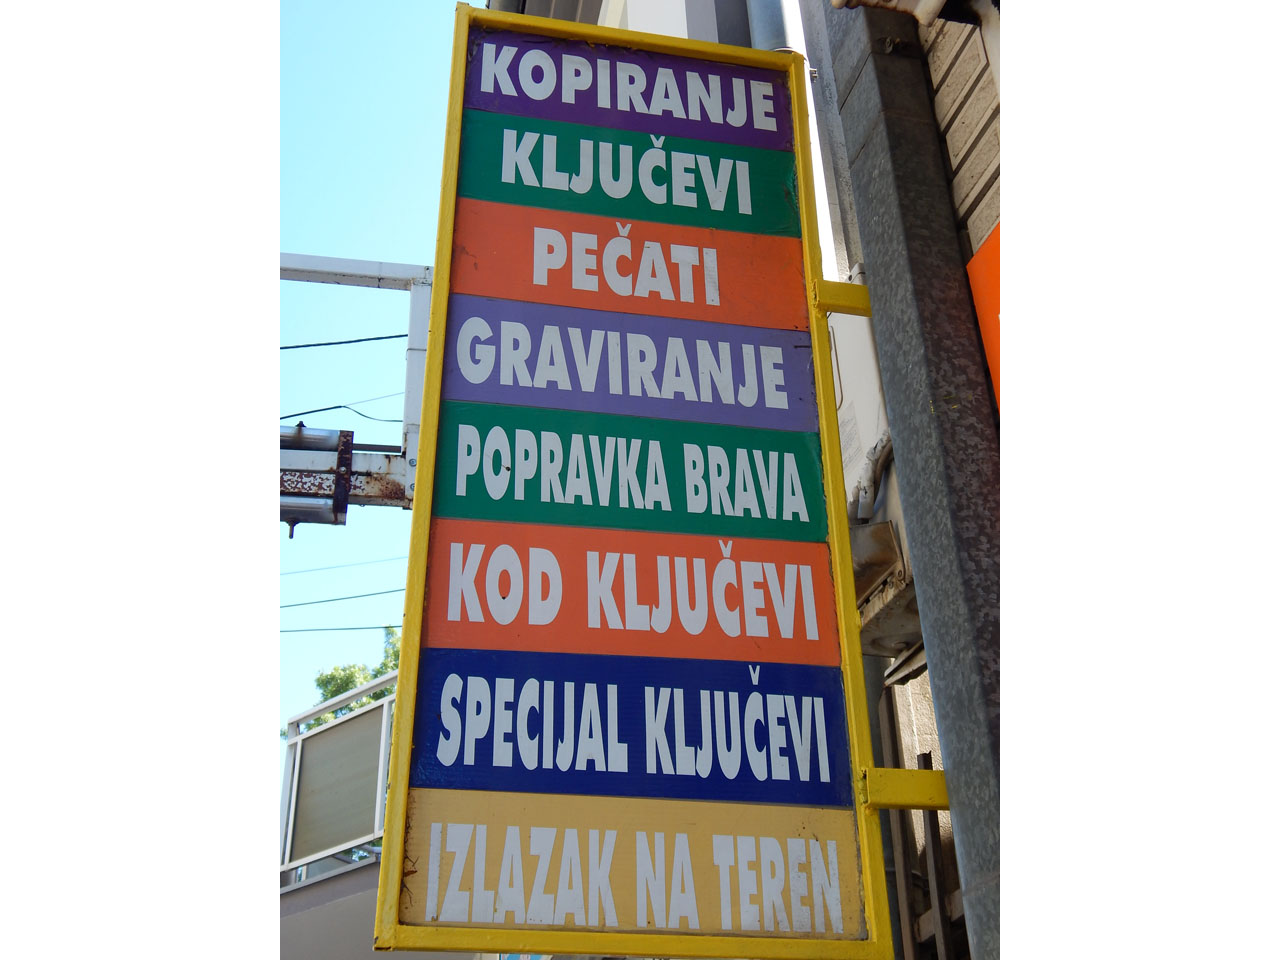 KOPIRANJE
KLJUČEVI
PEČATI
GRAVIRANJE
POPRAVKA BRAVA
KOD KLJUČEVI
SPECIJAL KLJUČEVI
IZLAZAK NA TEREN